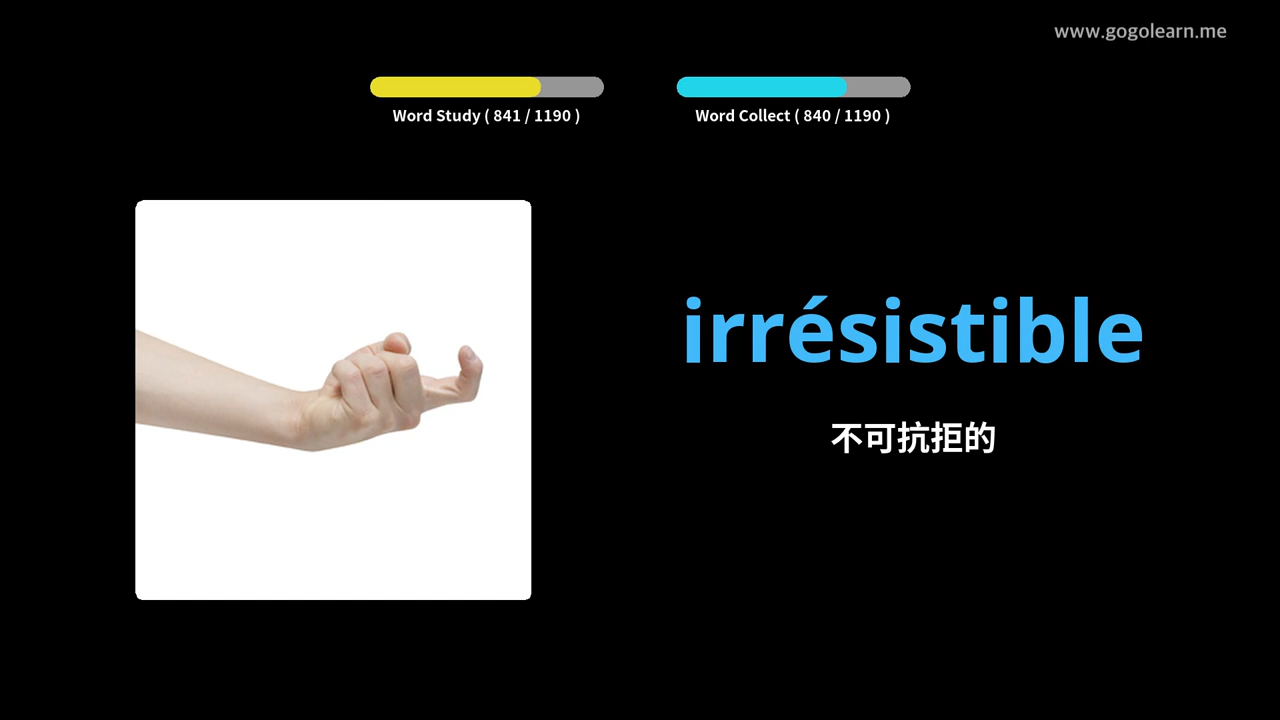 www.gogolearn.me
Word Study ( 841 / 1190 )
Word Collect ( 840 / 1190 )
irrésistible
不可抗拒的